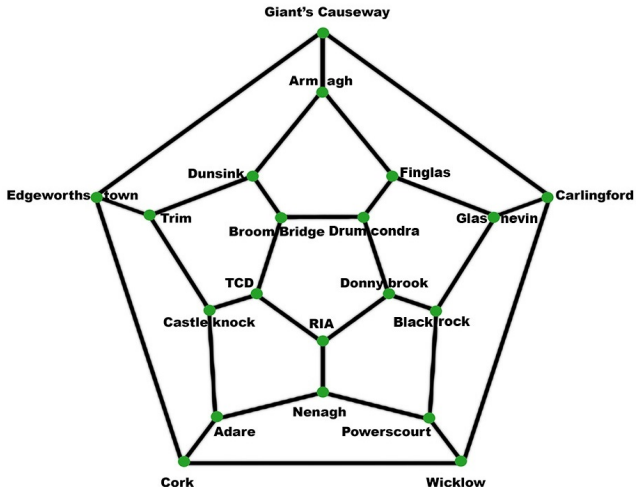 Giant's Causeway
Armagh
Dunsink
Finglas
Edgeworthstown
Carlingford
Trim
Glasnevin
Broom Bridge
Drumcondra
TCD
Donnybrook
Castleknock
RIA
Blackrock
Nenagh
Adare
Powerscourt
Cork
Wicklow